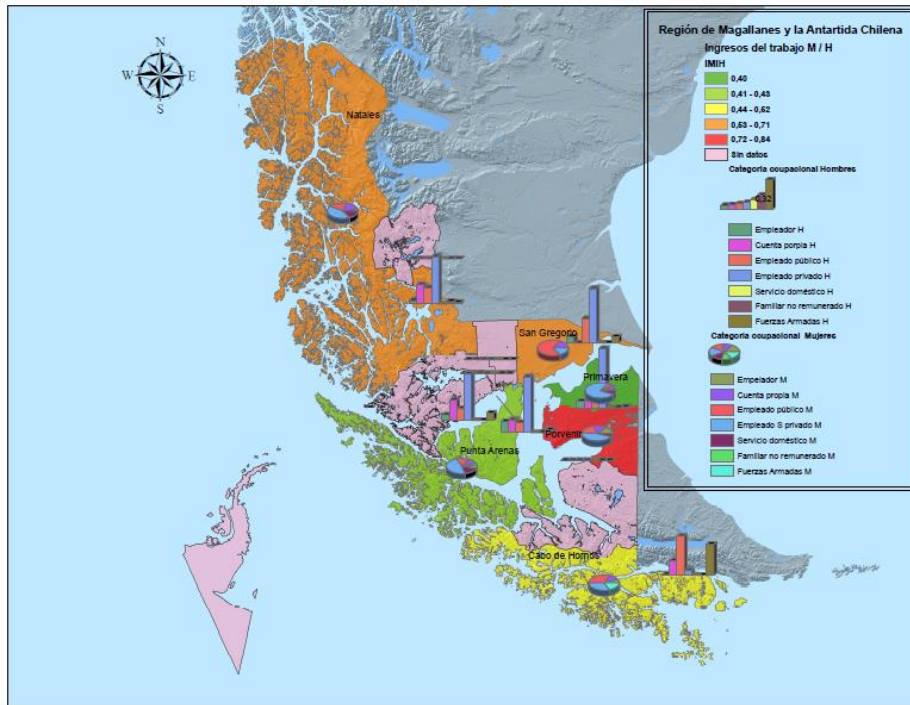 N
W E
S
Natales
San Gregorio
Primavera
Porvenir
Punta Arenas
Cabo de Hornos
Región de Magallanes y la Antartida Chilena
Ingresos del trabajo M / H
IMIH
0,40
0,41 - 0,43
0,44 - 0,52
0,53 - 0,71
0,72 - 0,84
Sin datos
Categoria ocupacional Hombres
Empleador H
Cuenta porpia H
Empleado público H
Empleado privado H
Servicio doméstico H
Familiar no remunerado H
Fuerzas Armadas H
Categoria ocupacional Mujeres
Empelador M
Cuenta propia M
Empleado público M
Empleado S privado M
Servicio doméstico M
Familiar no remunerado M
Fuerzas Armadas M